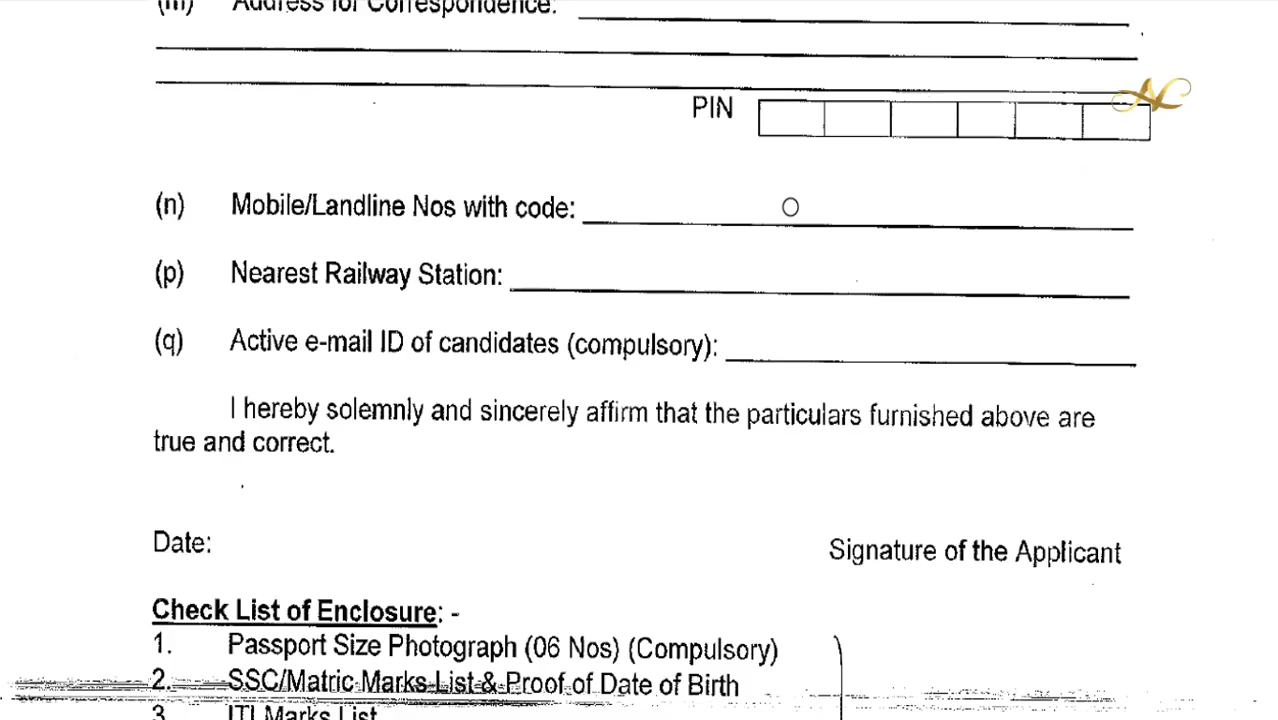 (m) Address for Correspondence:
PIN
(n) Mobile/Landline Nos with code:
(p) Nearest Railway Station:
(q) Active e-mail ID of candidates (compulsory):
I hereby solemnly and sincerely affirm that the particulars furnished above are
true and correct.
Date:
Signature of the Applicant
Check List of Enclosure: -
1. Passport Size Photograph (06 Nos) (Compulsory)
2. SSC/Matric Marks List & Proof of Date of Birth
3. ITI Marks List